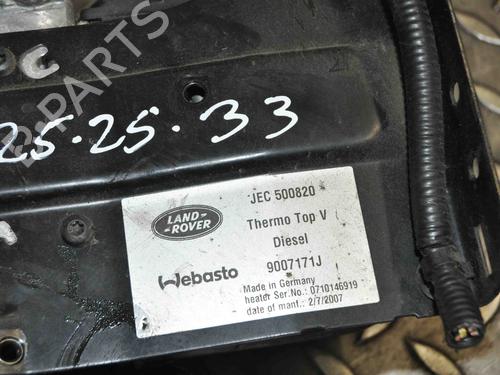 PARTS
C
25.25.33
JEC 500820
LAND-
ROVER
Thermo Top V
Diesel
Webasto
9007171J
Made in Germany
heater Ser.No.: 0710146919
date of manf.: 2/7/2007